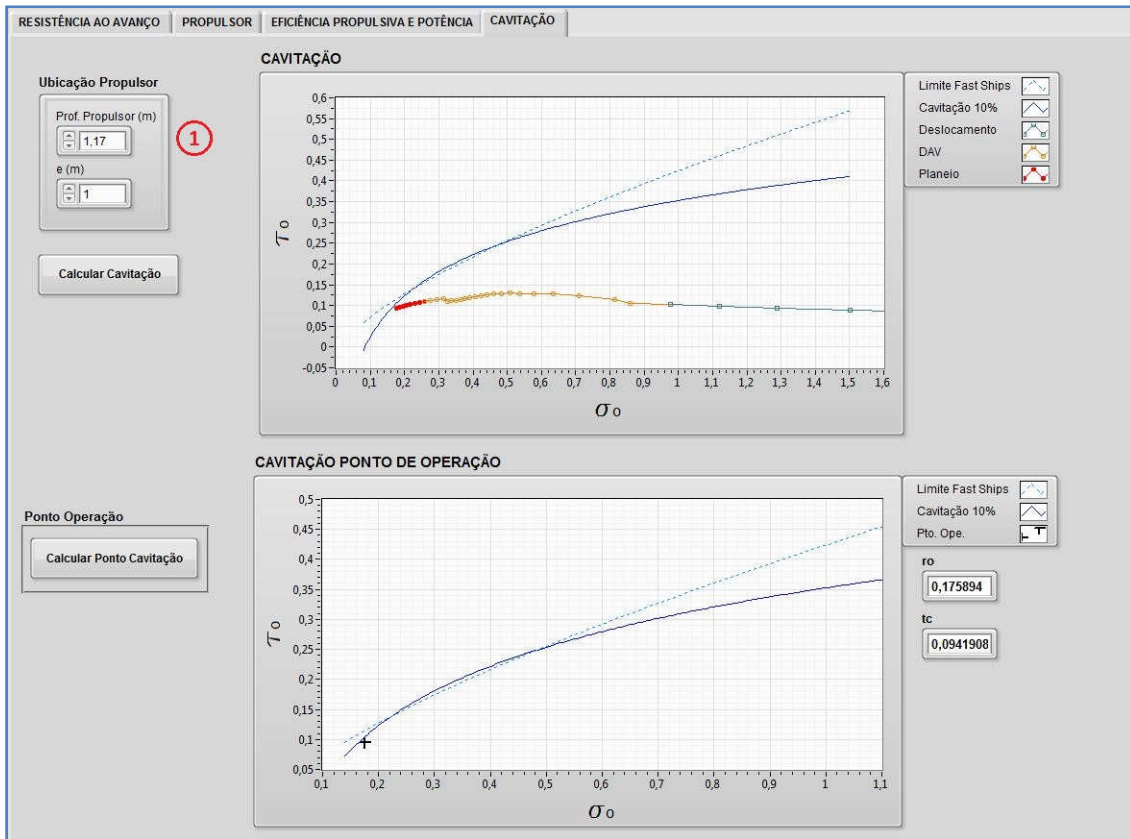 RESISTÊNCIA AO AVANÇO PROPULSOR EFICIÊNCIA PROPULSIVA E POTÊNCIA CAVITAÇÃO
CAVITAÇÃO
Ubicação Propulsor
Prof. Propulsor (m)
1,17
1
e (m)
1
Calcular Cavitação
Limite Fast Ships
Cavitação 10%
Deslocamento
DAV
Planeio
0,6
0,55
0,5
0,45
0,4
0,35
0,3
0,25
0,2
0,15
0,1
0,05
0
-0,05
τo
0 0,1 0,2 0,3 0,4 0,5 0,6 0,7 0,8 0,9 1 1,1 1,2 1,3 1,4 1,5 1,6
σo
CAVITAÇÃO PONTO DE OPERAÇÃO
Ponto Operação
Calcular Ponto Cavitação
Limite Fast Ships
Cavitação 10%
Pto. Ope.
ro
0,175894
tc
0,0941908
0,5
0,45
0,4
0,35
0,3
0,25
0,2
0,15
0,1
0,05
τo
0,1 0,2 0,3 0,4 0,5 0,6 0,7 0,8 0,9 1 1,1
σo